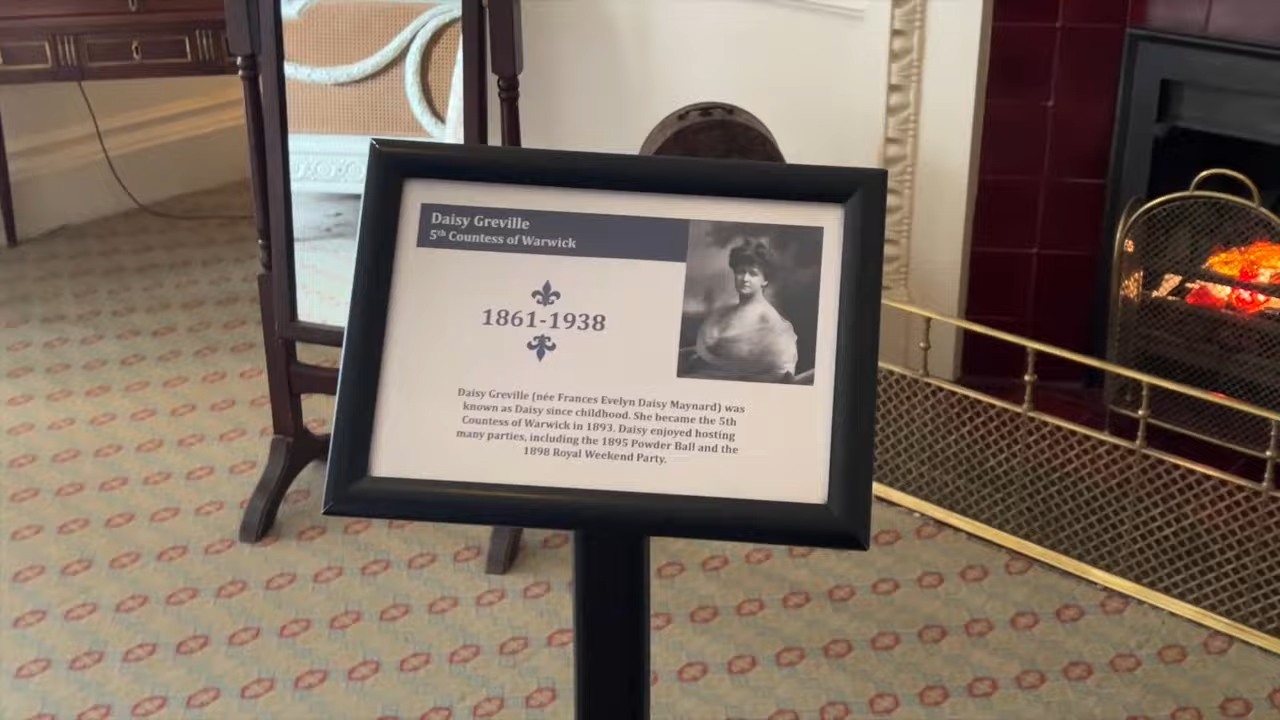 Daisy Greville
5th Countess of Warwick
1861-1938
Daisy Greville (née Frances Evelyn Daisy Maynard) was
known as Daisy since childhood. She became the 5th
Countess of Warwick in 1893. Daisy enjoyed hosting
many parties, including the 1895 Powder Ball and the
1898 Royal Weekend Party.